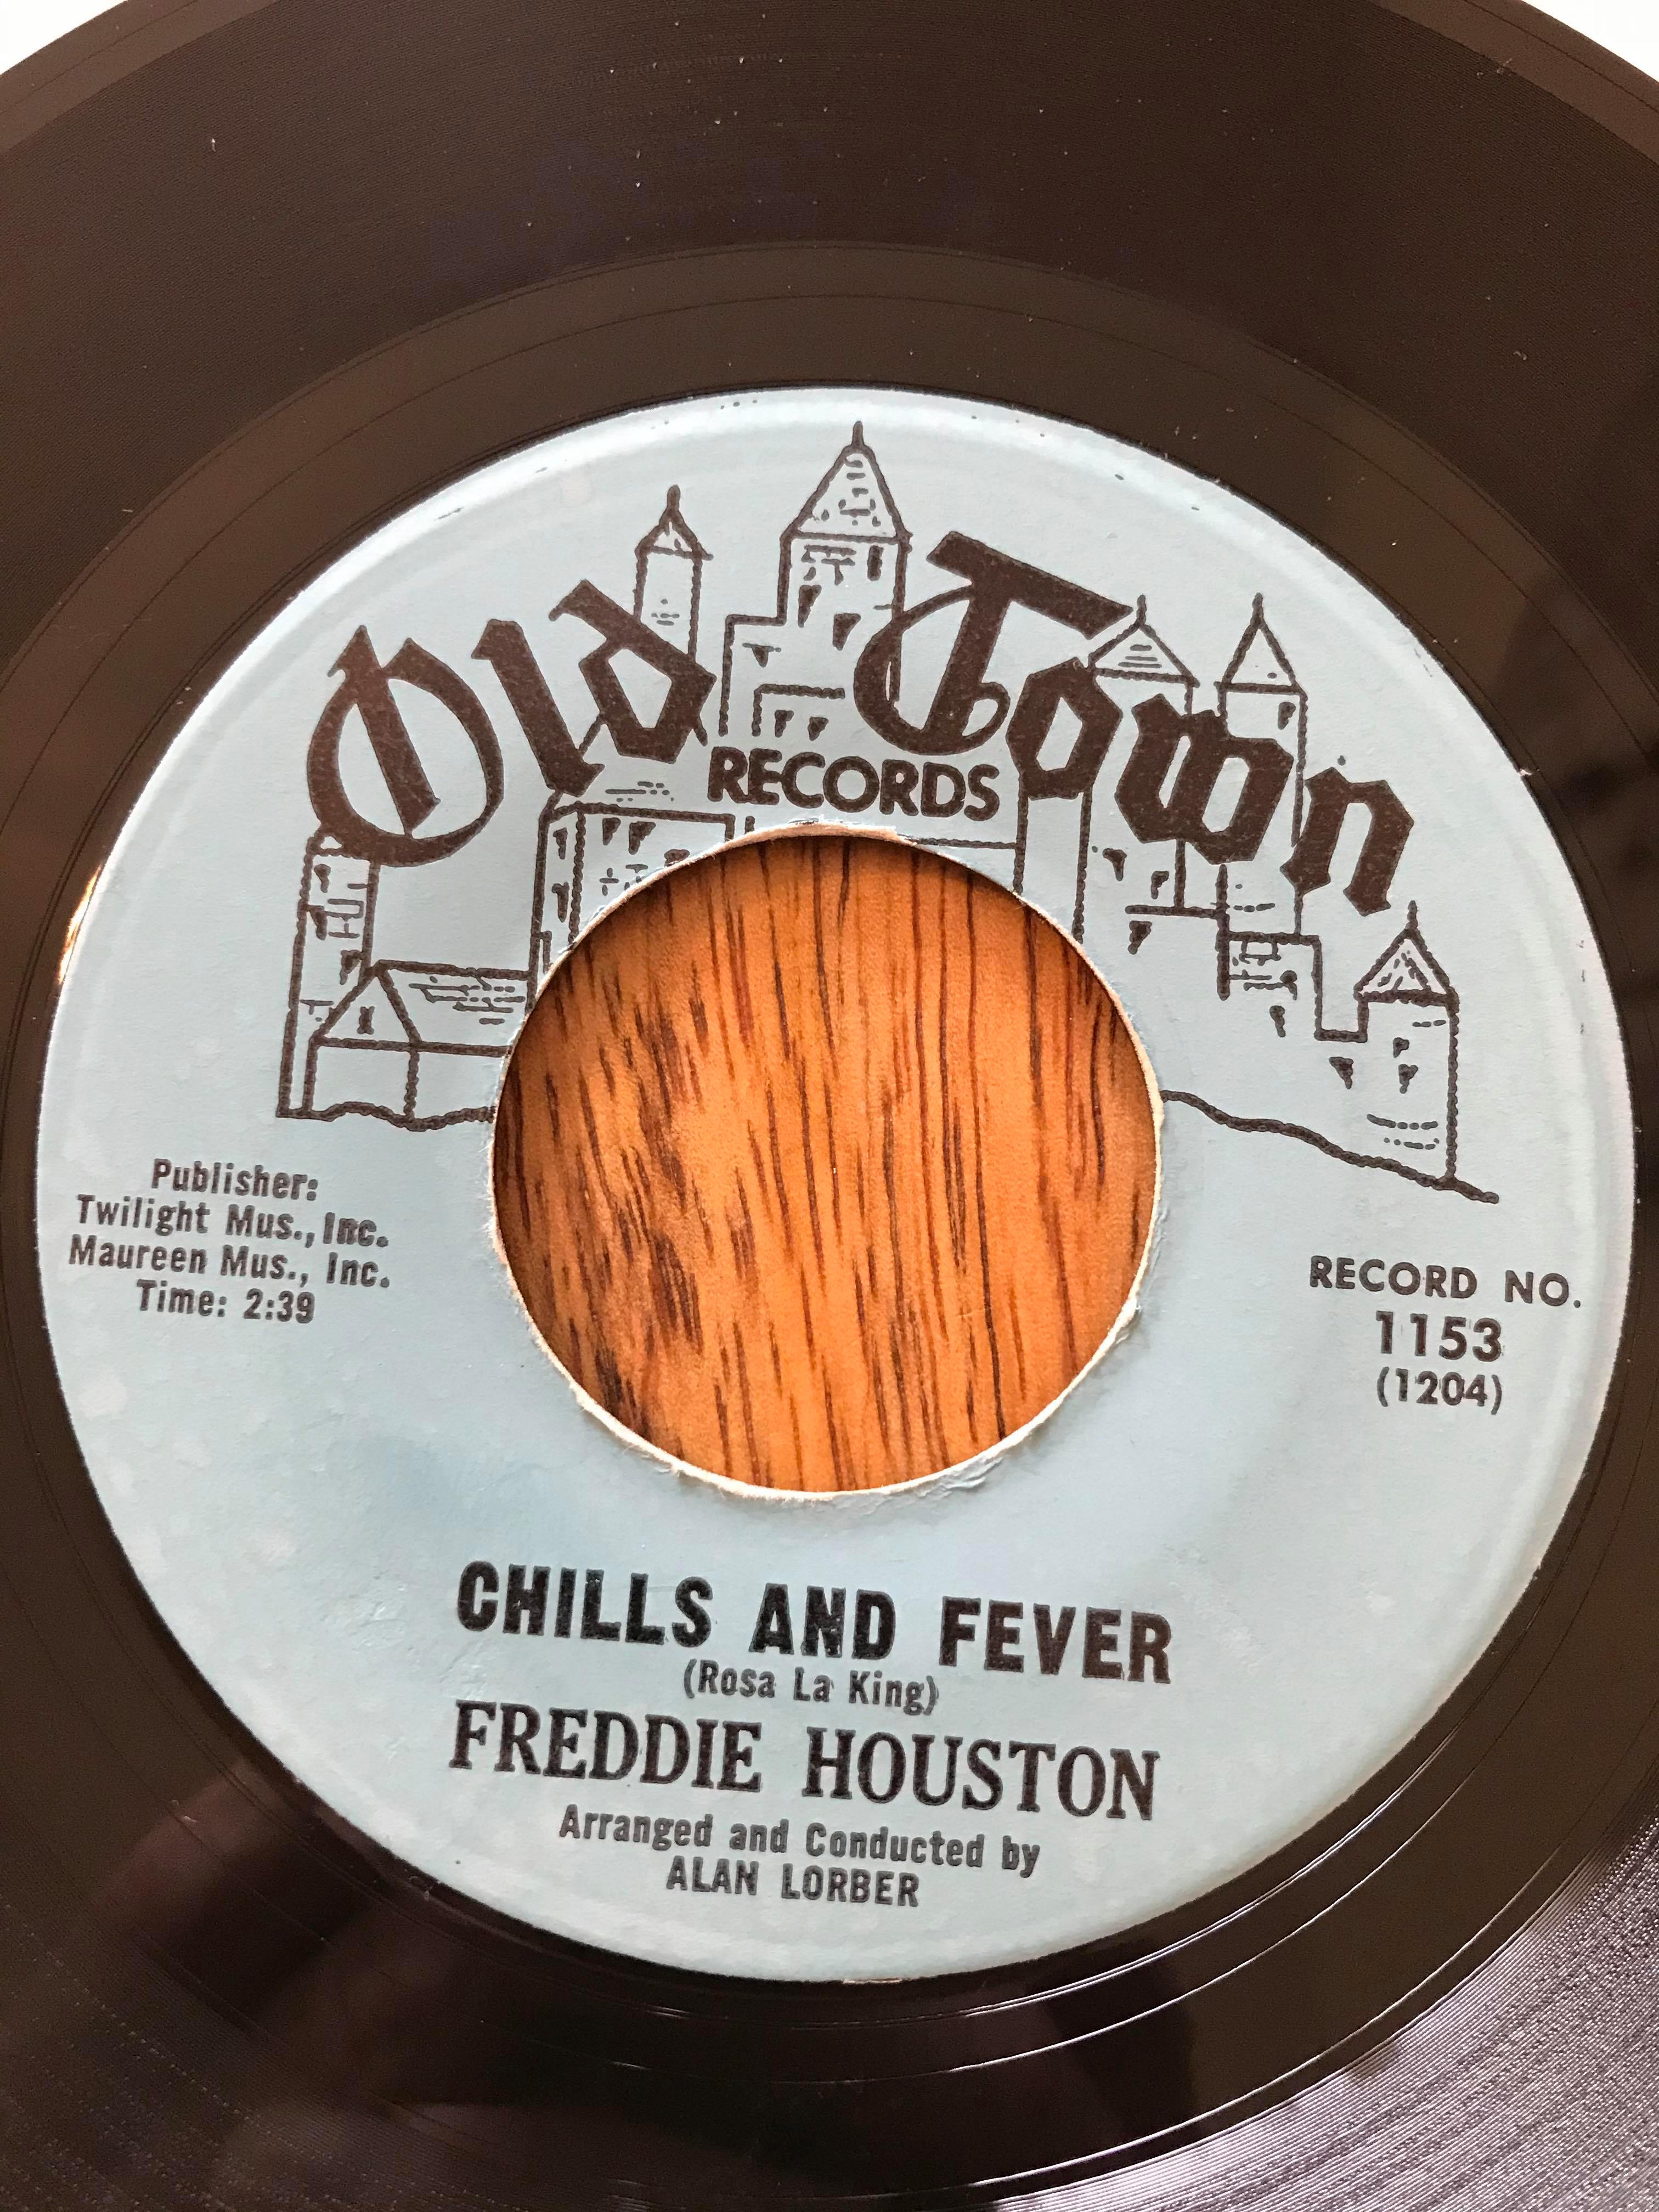 Old Town
RECORDS
Publisher:
Twilight Mus., Inc.
Maureen Mus., Inc.
Time: 2:39
RECORD NO.
1153
(1204)
CHILLS AND FEVER
(Rosa La King)
FREDDIE HOUSTON
Arranged and Conducted by
ALAN LORBER